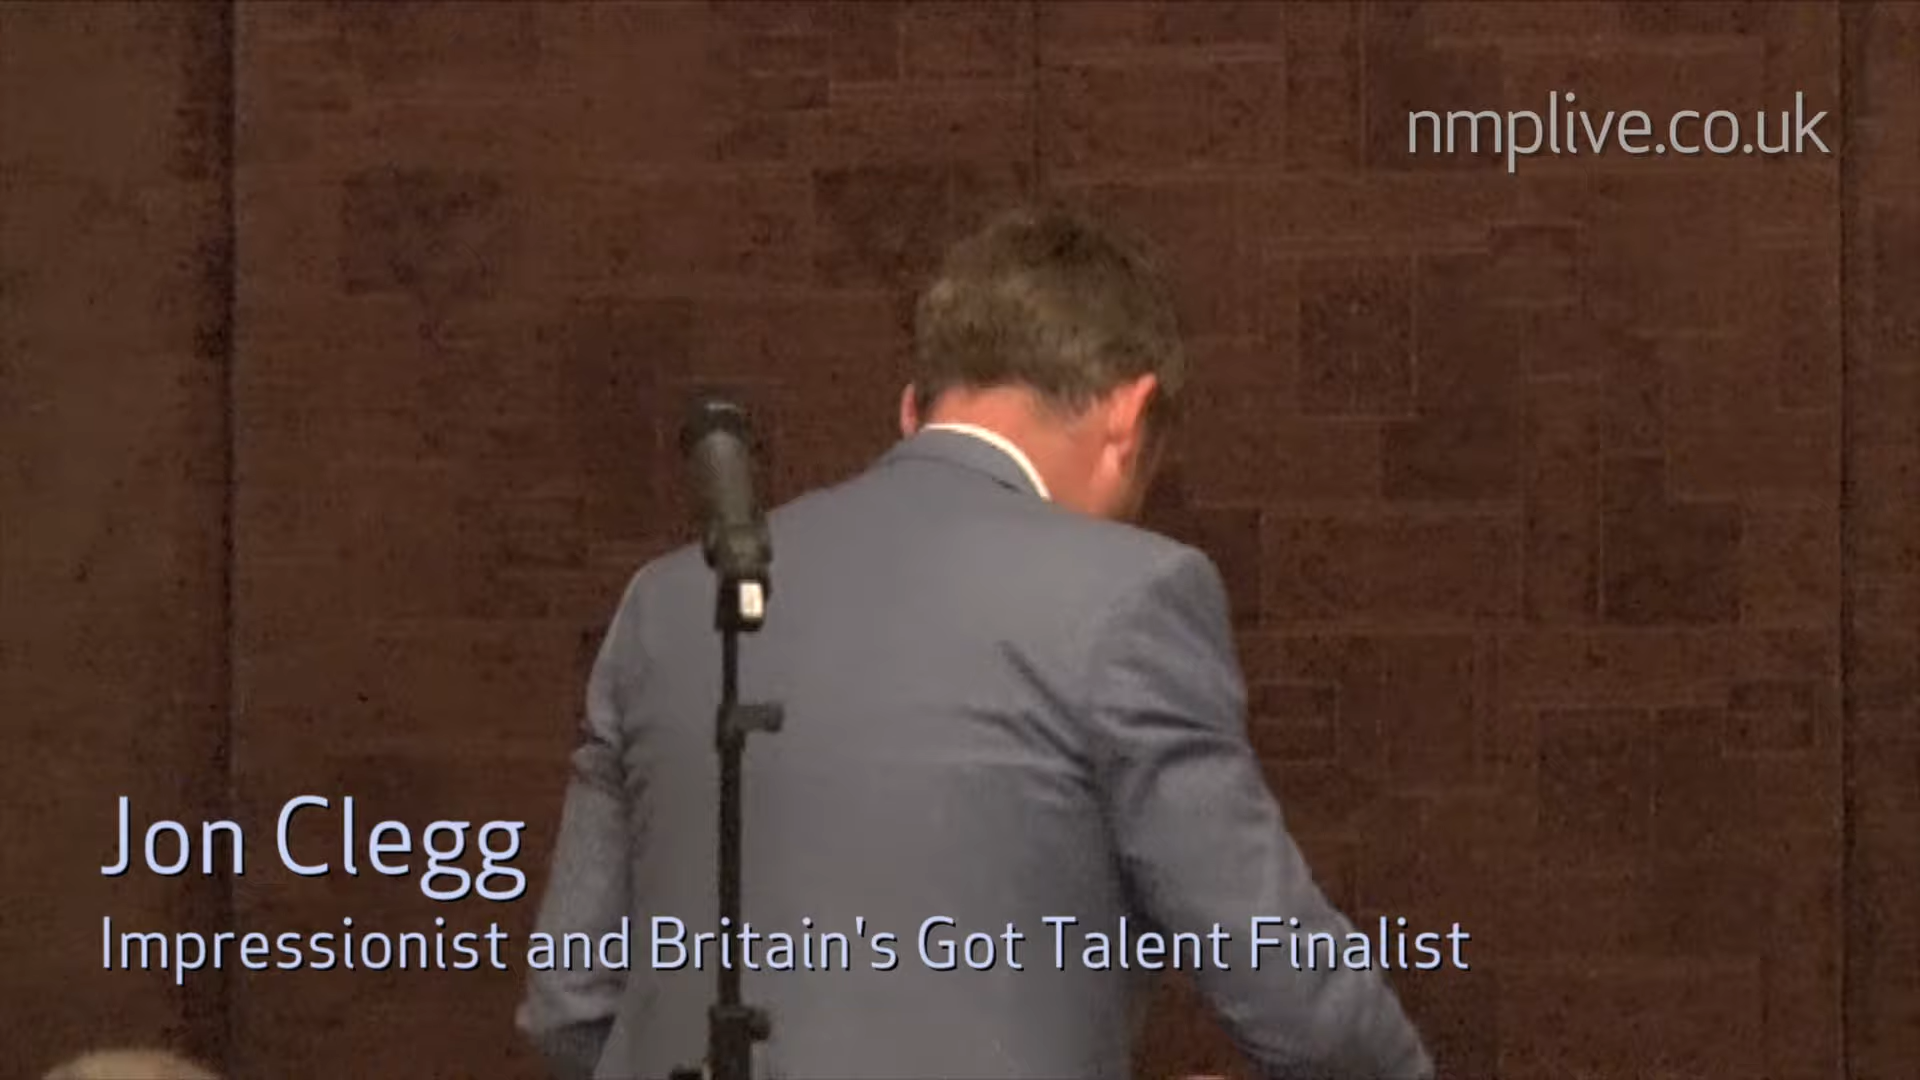 nmplive.co.uk
Jon Clegg
Impressionist and Britain's Got Talent Finalist